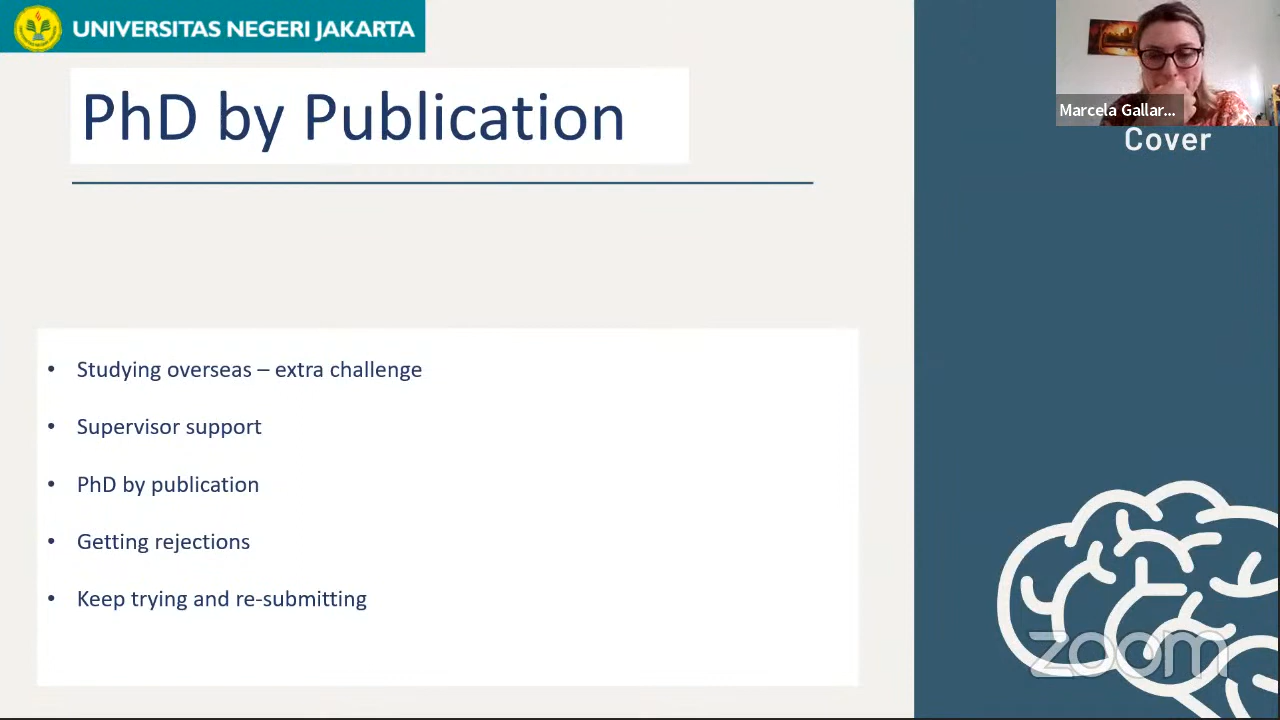 UNIVERSITAS NEGERI JAKARTA
PhD by Publication
Marcela Gallar...
Cover
• Studying overseas – extra challenge
• Supervisor support
• PhD by publication
• Getting rejections
• Keep trying and re-submitting
zoom